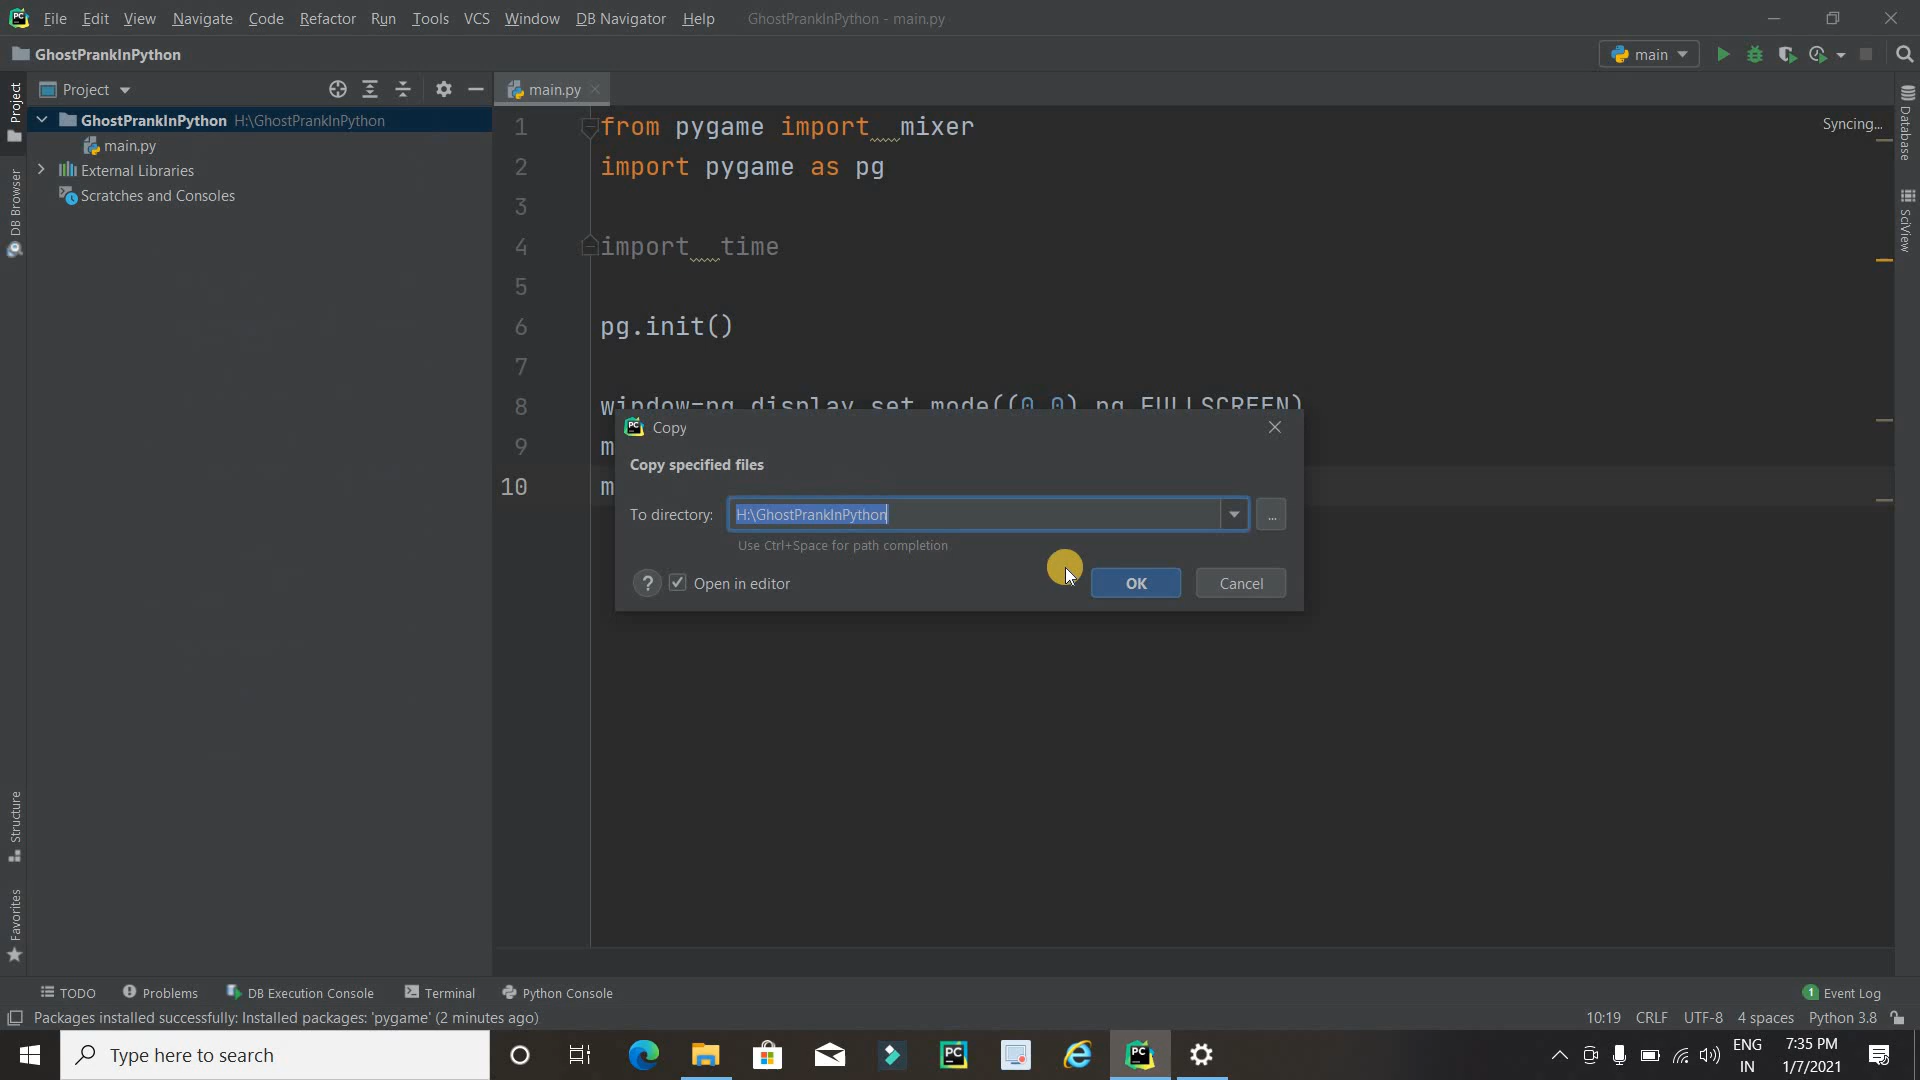 File Edit View Navigate Code Refactor Run Tools VCS Window DB Navigator Help GhostPrankInPython - main.py
GhostPrankInPython
main
Project
main.py
GhostPrankInPython H:\GhostPrankInPython
main.py
External Libraries
Scratches and Consoles
Project
DB Browser
Structure
Favorites
1 from pygame import  mixer
2 import pygame as pg
3
4 import  time
5
6 pg.init()
7
8 window=pg.display.set_mode((0,0),pg.FULLSCREEN)
9 m
10 m
Syncing...
Database
SciView
PC Copy
Copy specified files
To directory: H:\GhostPrankInPython ...
Use Ctrl+Space for path completion
? Open in editor OK Cancel
TODO Problems DB Execution Console Terminal Python Console 1 Event Log
Packages installed successfully: Installed packages: 'pygame' (2 minutes ago) 10:19 CRLF UTF-8 4 spaces Python 3.8
Type here to search
ENG
IN
7:35 PM
1/7/2021